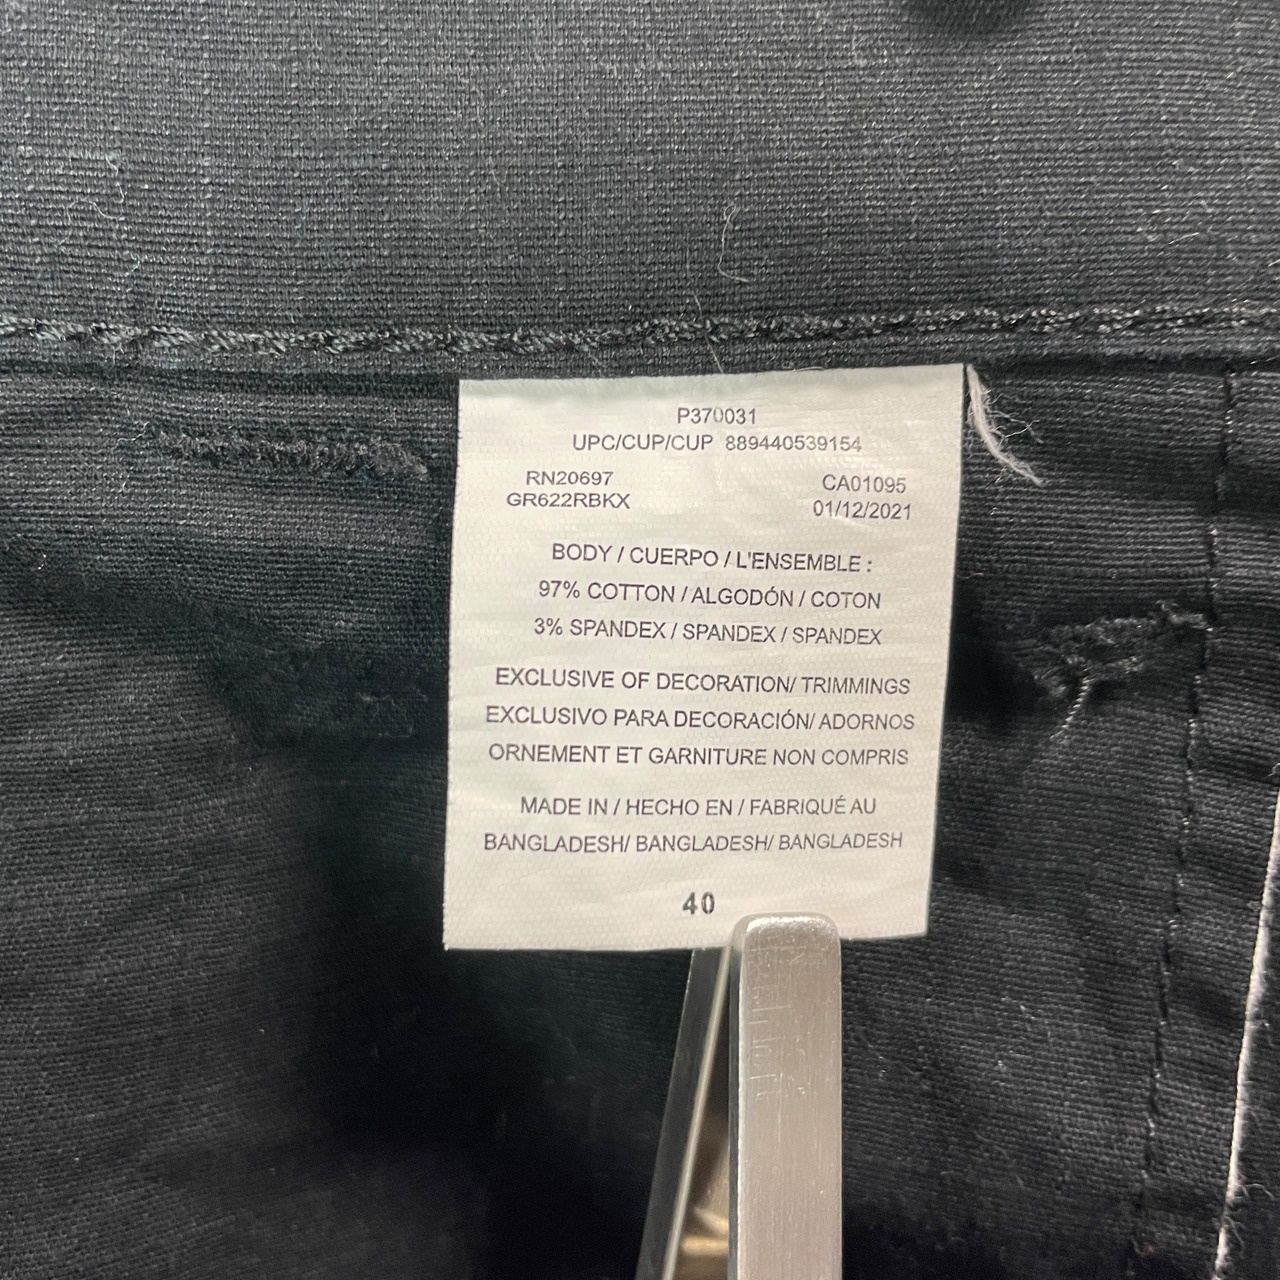 P370031
UPC/CUP/CUP 889440539154
RN20697 CA01095
GR622RBKX 01/12/2021
BODY / CUERPO / L'ENSEMBLE :
97% COTTON / ALGODÓN / COTON
3% SPANDEX / SPANDEX / SPANDEX
EXCLUSIVE OF DECORATION/ TRIMMINGS
EXCLUSIVO PARA DECORACIÓN/ ADORNOS
ORNEMENT ET GARNITURE NON COMPRIS
MADE IN / HECHO EN / FABRIQUÉ AU
BANGLADESH/ BANGLADESH/ BANGLADESH
40